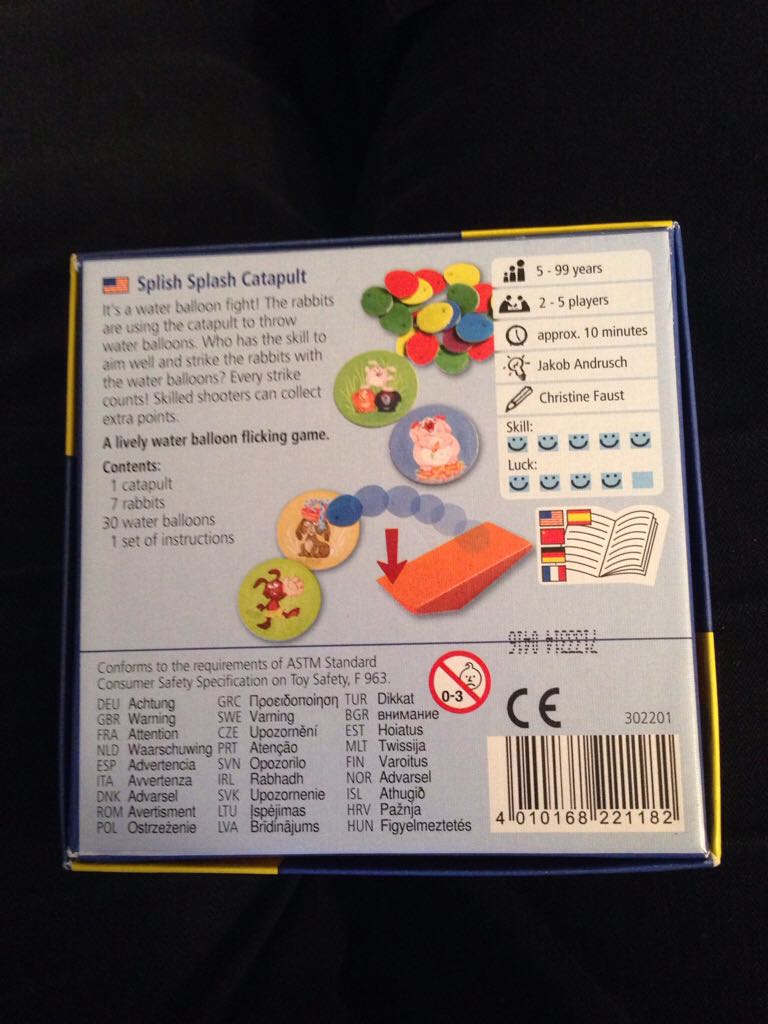 Splish Splash Catapult
It's a water balloon fight! The rabbits
are using the catapult to throw
water balloons. Who has the skill to
aim well and strike the rabbits with
the water balloons? Every strike
counts! Skilled shooters can collect
extra points.
A lively water balloon flicking game.
Contents:
1 catapult
7 rabbits
30 water balloons
1 set of instructions
5 - 99 years
2 - 5 players
approx. 10 minutes
Jakob Andrusch
Christine Faust
Skill:
Luck:
Conforms to the requirements of ASTM Standard
Consumer Safety Specification on Toy Safety, F 963.
0-3
CE
302201
DEU Achtung
GBR Warning
FRA Attention
NLD Waarschuwing
ESP Advertencia
ITA Avvertenza
DNK Advarsel
ROM Avertisment
POL Ostrzeżenie
GRC Προειδοποίηση
SWE Varning
CZE Upozornění
PRT Atenção
SVN Opozorilo
IRL Rabhadh
SVK Upozornenie
LTU Įspėjimas
LVA Brīdinājums
TUR Dikkat
BGR внимание
EST Hoiatus
MLT Twissija
FIN Varoitus
NOR Advarsel
ISL Athugið
HRV Pažnja
HUN Figyelmeztetés
4 010168 221182